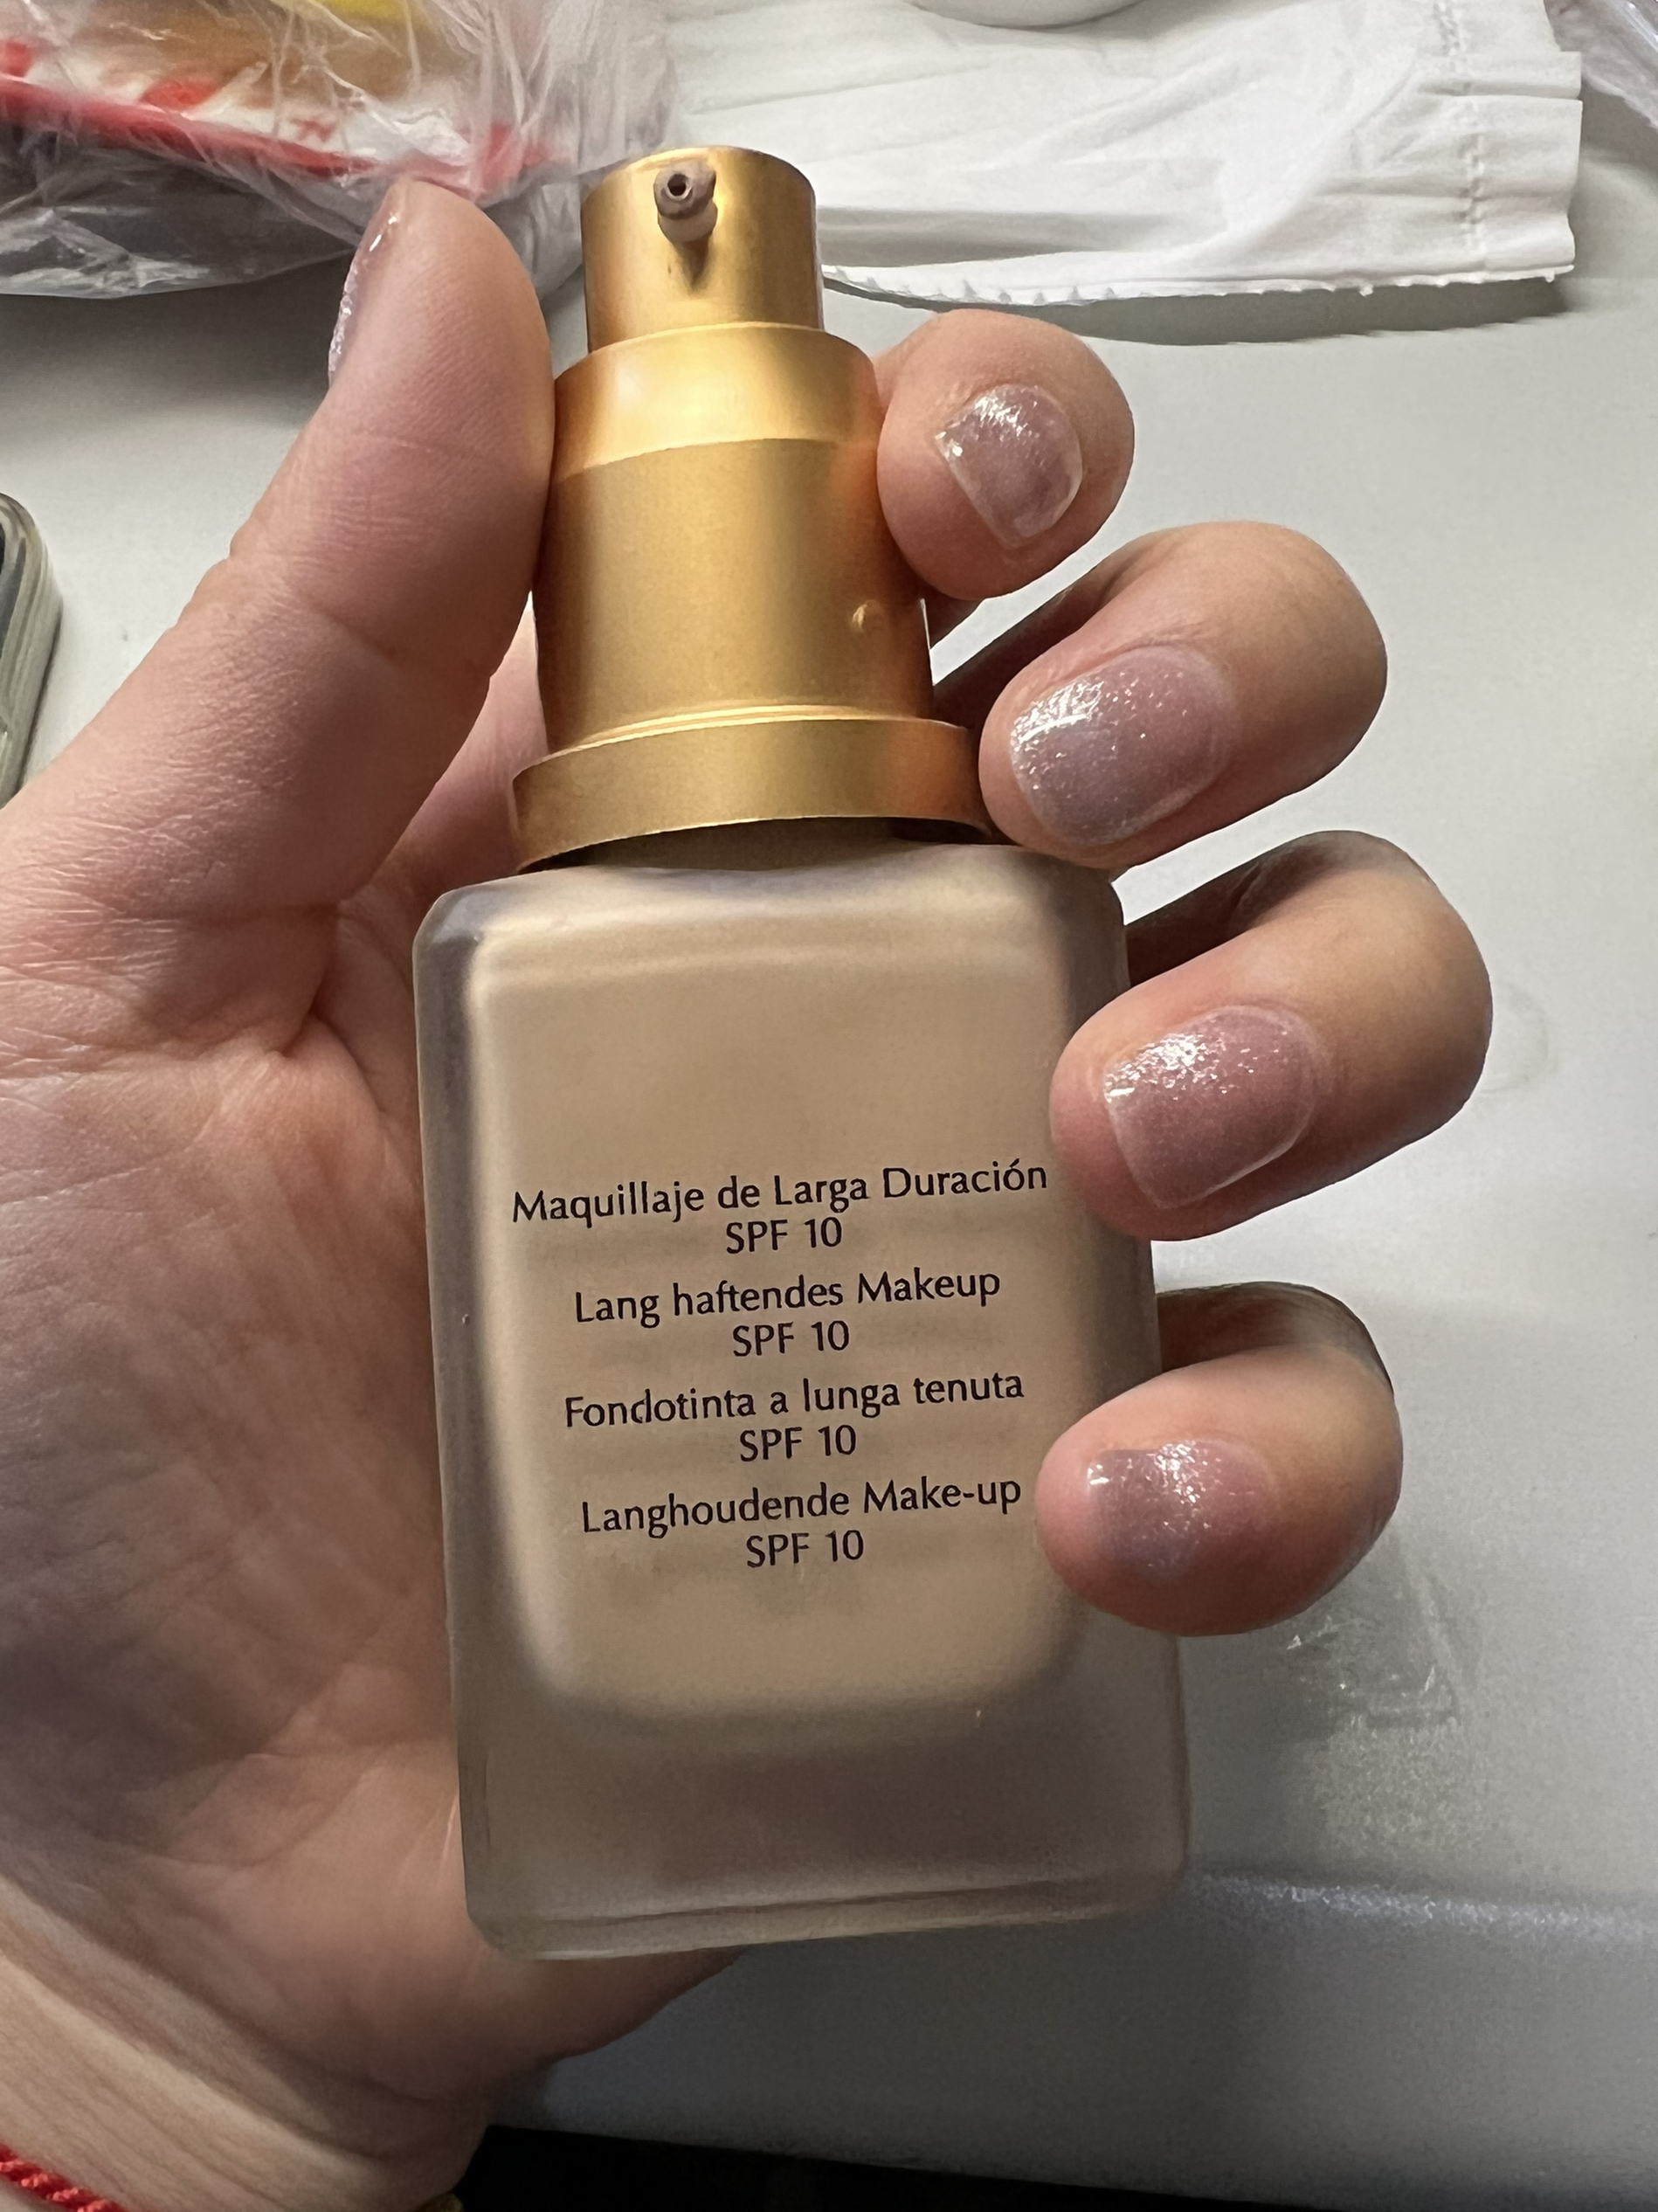 Maquillaje de Larga Duración
SPF 10
Lang haftendes Makeup
SPF 10
Fondotinta a lunga tenuta
SPF 10
Langhoudende Make-up
SPF 10